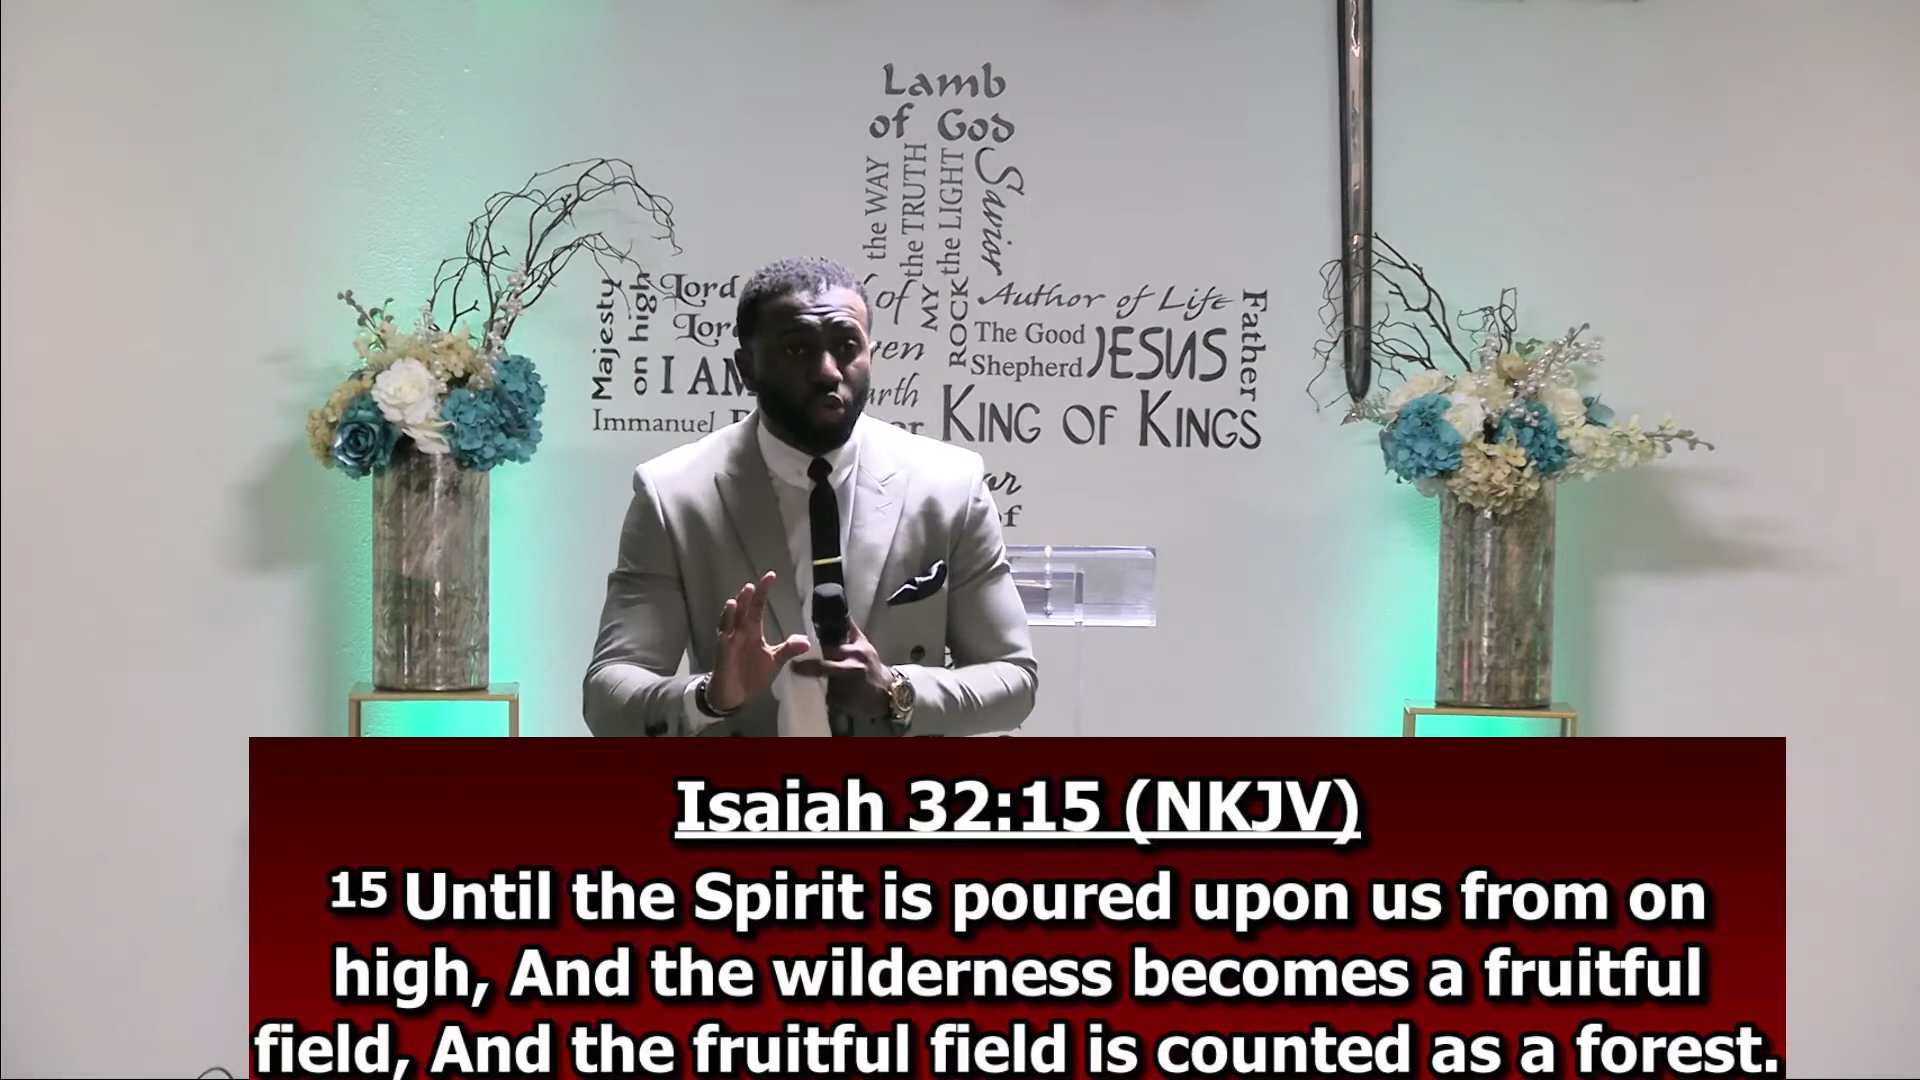 Lamb
of God
the WAY
the TRUTH
the LIGHT
Savior
Majesty
on high
Lord
of
MY
ROCK
Author of Life
Father
The Good
Shepherd
JESUS
I AM
Immanuel
KING OF KINGS
of
Isaiah 32:15 (NKJV)
15 Until the Spirit is poured upon us from on
high, And the wilderness becomes a fruitful
field, And the fruitful field is counted as a forest.